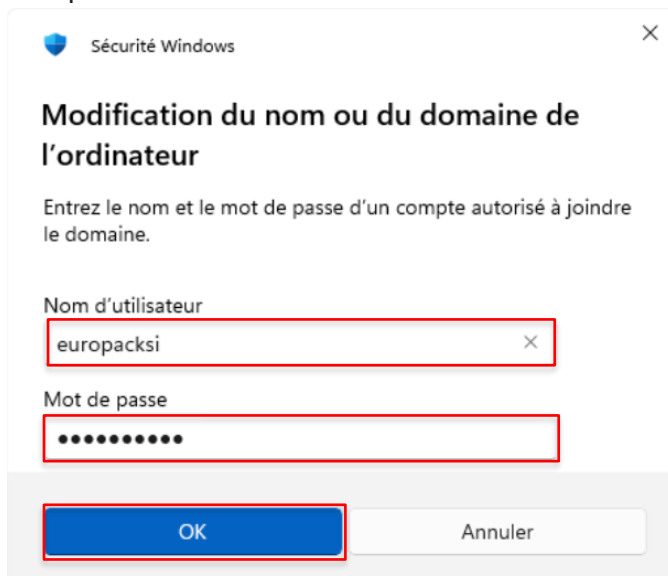 Sécurité Windows
Modification du nom ou du domaine de
l'ordinateur
Entrez le nom et le mot de passe d'un compte autorisé à joindre
le domaine.
Nom d'utilisateur
europacksi
Mot de passe
••••••••••
OK Annuler